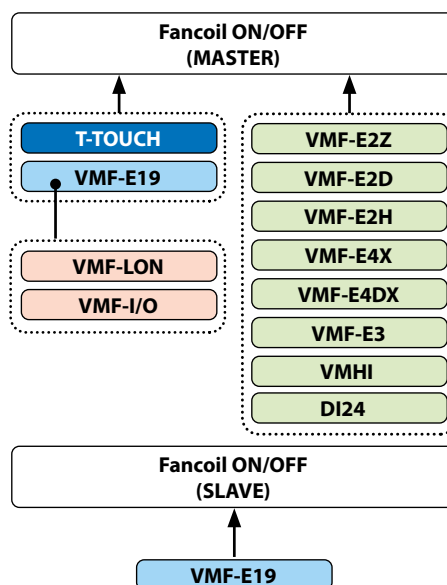 Fancoil ON/OFF
(MASTER)
T-TOUCH
VMF-E19
VMF-LON
VMF-I/O
VMF-E2Z
VMF-E2D
VMF-E2H
VMF-E4X
VMF-E4DX
VMF-E3
VMHI
DI24
Fancoil ON/OFF
(SLAVE)
VMF-E19